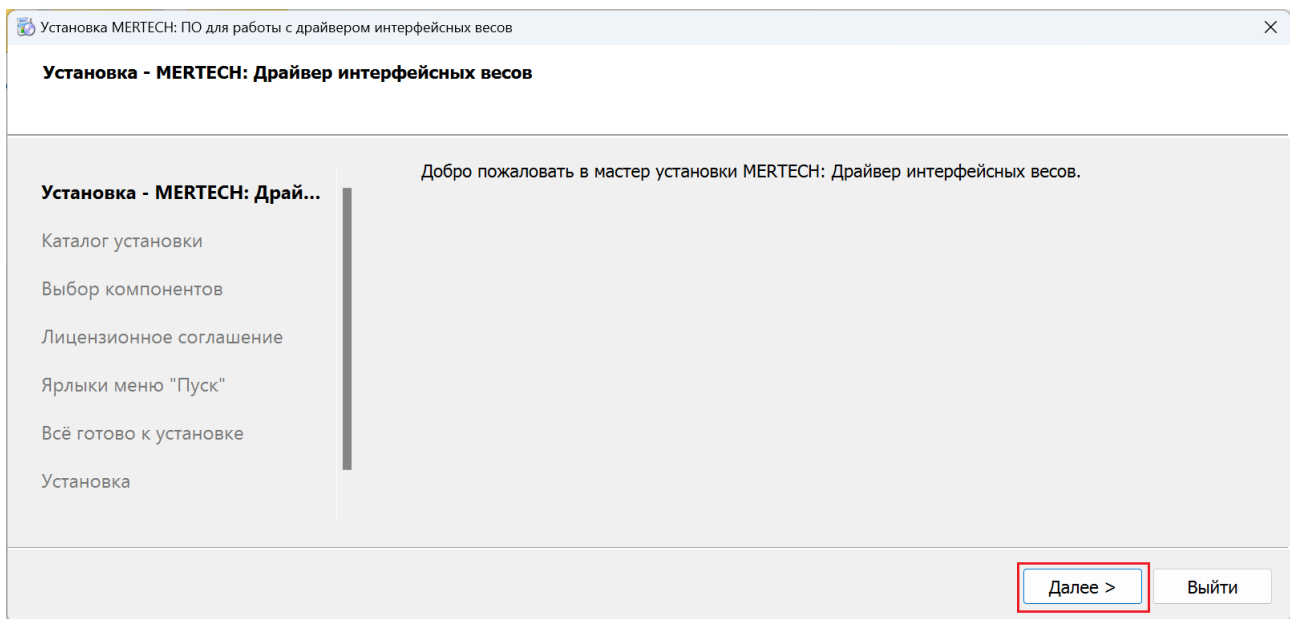 Установка MERTECH: ПО для работы с драйвером интерфейсных весов
Установка - MERTECH: Драйвер интерфейсных весов
Добро пожаловать в мастер установки MERTECH: Драйвер интерфейсных весов.
Установка - MERTECH: Драй...
Каталог установки
Выбор компонентов
Лицензионное соглашение
Ярлыки меню "Пуск"
Всё готово к установке
Установка
Далее >
Выйти